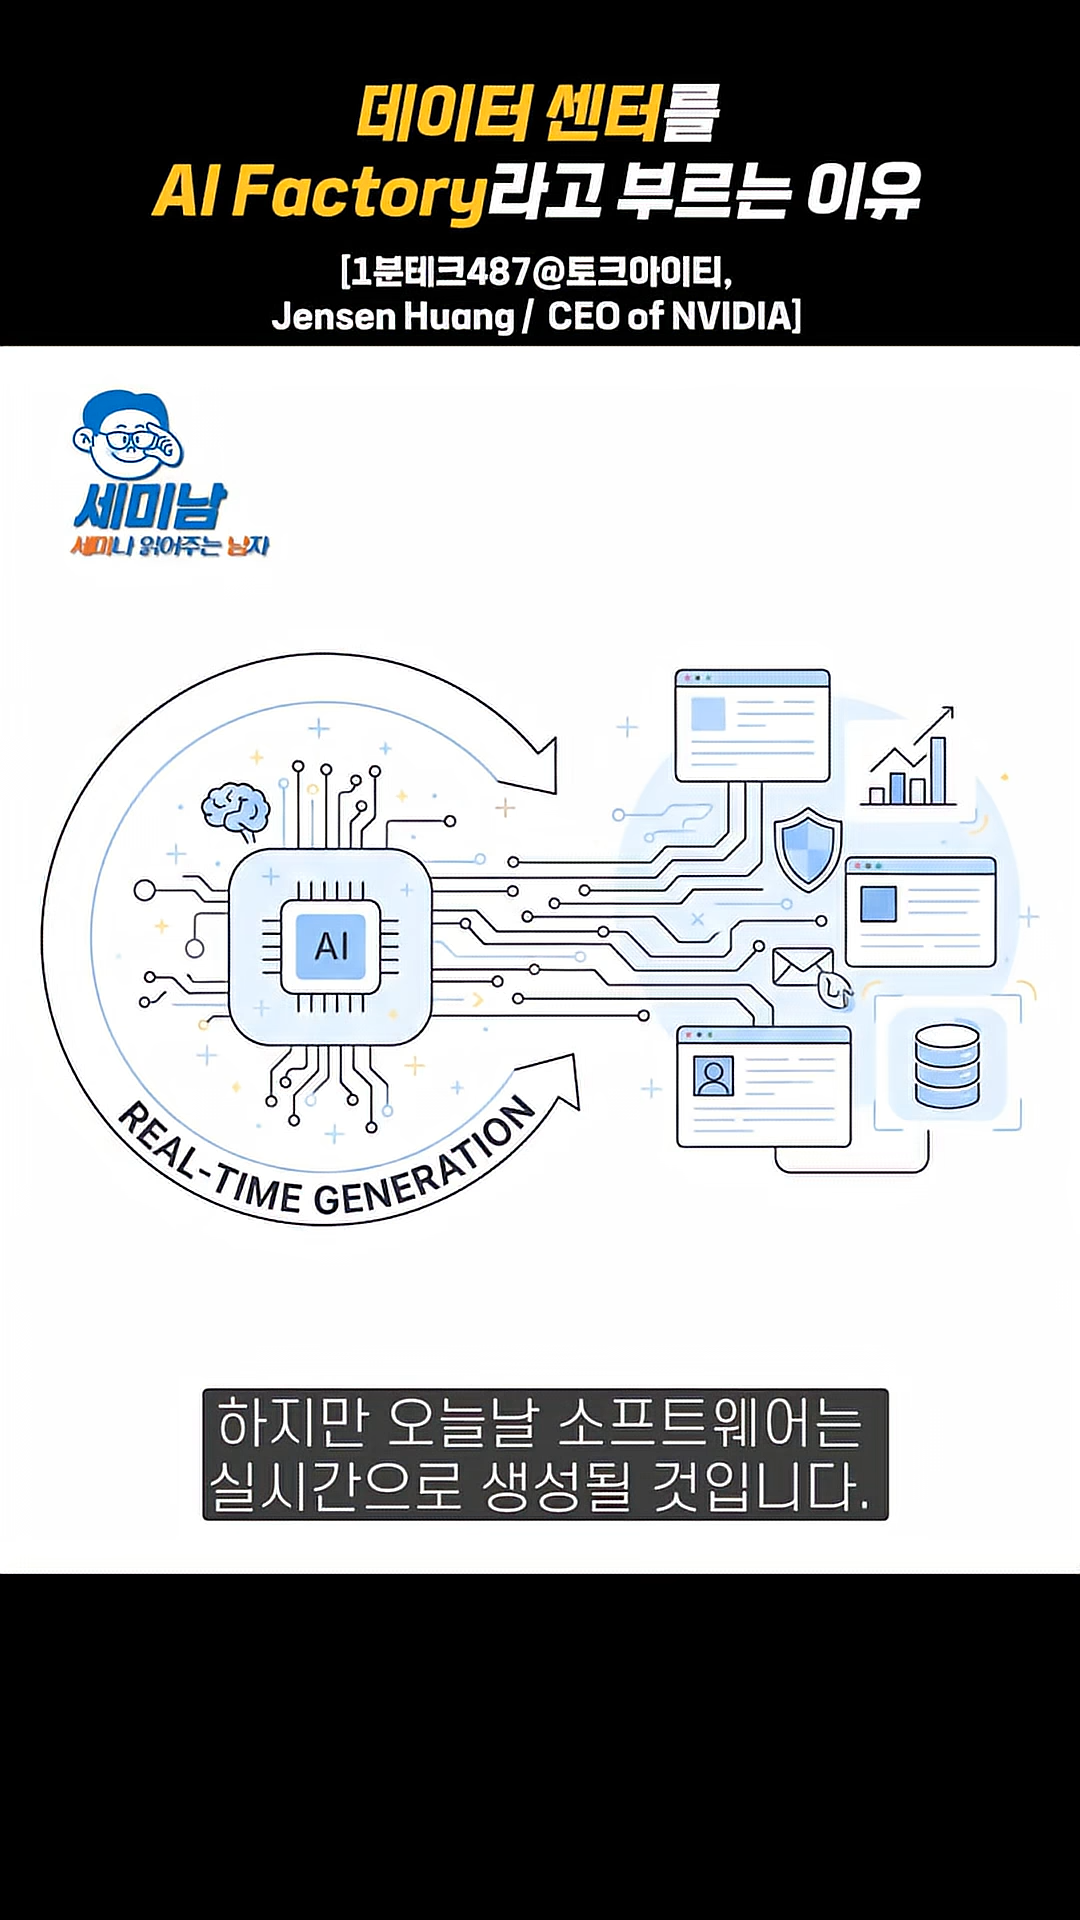 데이터 센터를
AI Factory라고 부르는 이유
[1분테크487@토크아이티,
Jensen Huang / CEO of NVIDIA]
세미남
세미나 읽어주는 남자
AI
REAL-TIME GENERATION
하지만 오늘날 소프트웨어는
실시간으로 생성될 것입니다.